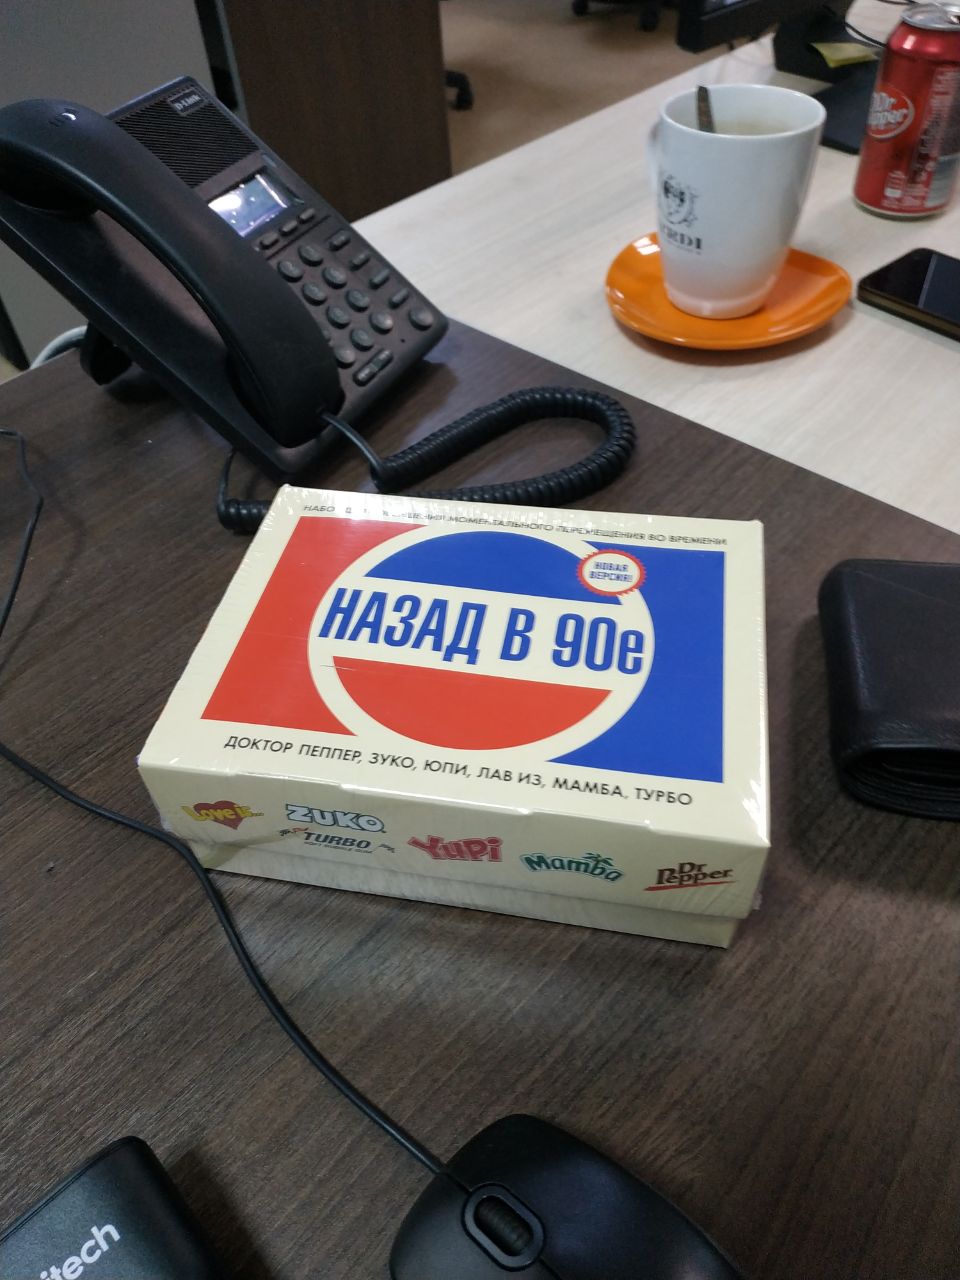 D-Link
Dr
Pepper
НОВАЯ
ВЕРСИЯ!
МОМЕНТАЛЬНОГО ПЕРЕМЕЩЕНИЯ ВО ВРЕМЕНИ
НАЗАД В 90е
ДОКТОР ПЕППЕР, ЗУКО, ЮПИ, ЛАВ ИЗ, МАМБА, ТУРБО
Love is...
ZUKO
TURBO
Yupi
Mamba
Dr
Pepper
itech